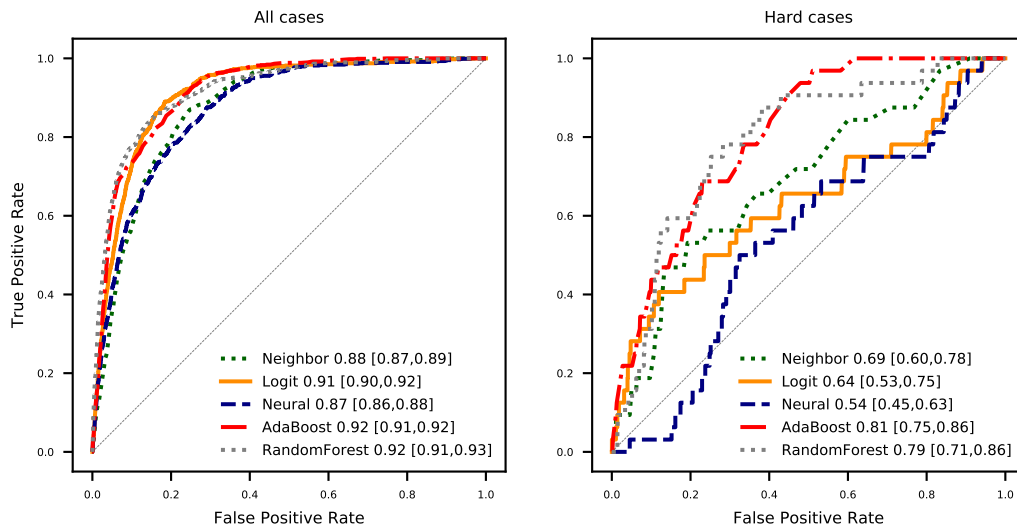 All cases
True Positive Rate
1.0
0.8
0.6
0.4
0.2
0.0
Neighbor 0.88 [0.87,0.89]
Logit 0.91 [0.90,0.92]
Neural 0.87 [0.86,0.88]
AdaBoost 0.92 [0.91,0.92]
RandomForest 0.92 [0.91,0.93]
0.0 0.2 0.4 0.6 0.8 1.0
False Positive Rate
Hard cases
1.0
0.8
0.6
0.4
0.2
0.0
Neighbor 0.69 [0.60,0.78]
Logit 0.64 [0.53,0.75]
Neural 0.54 [0.45,0.63]
AdaBoost 0.81 [0.75,0.86]
RandomForest 0.79 [0.71,0.86]
0.0 0.2 0.4 0.6 0.8 1.0
False Positive Rate